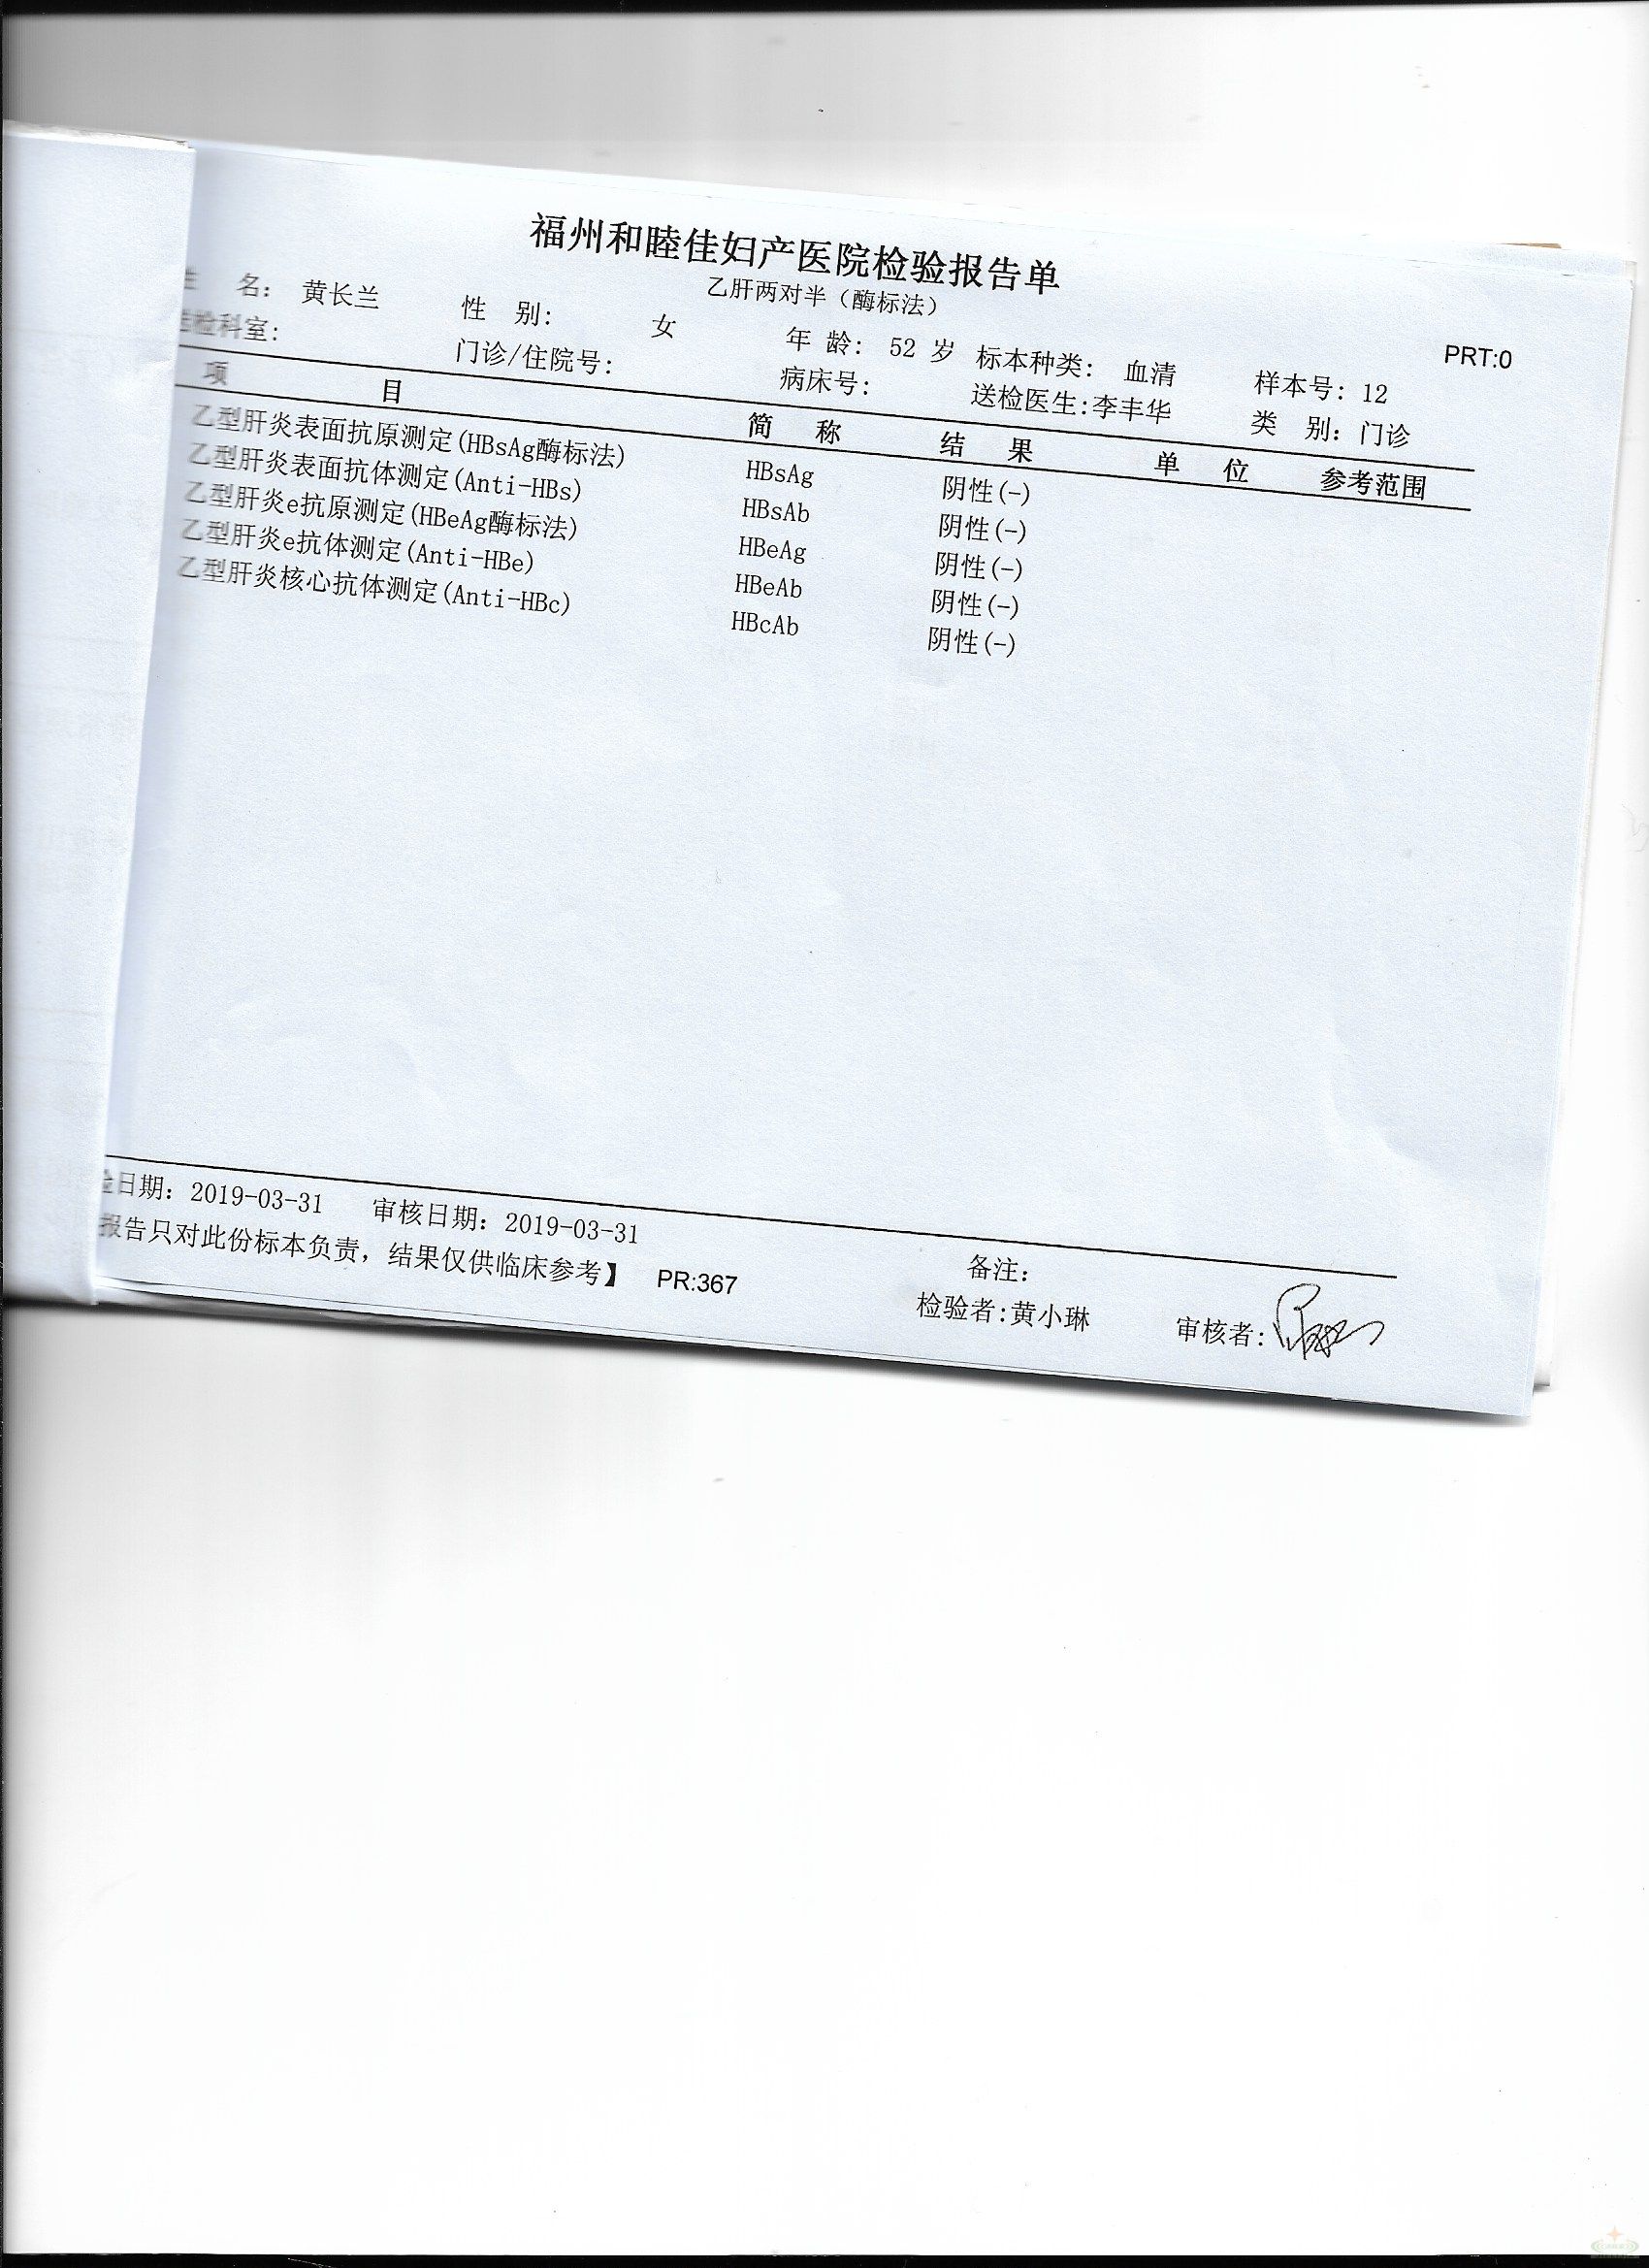 福州和睦佳妇产医院检验报告单
乙肝两对半（酶标法）
PRT:0
名： 黄长兰 性 别： 女 年 龄： 52 岁 标本种类： 血清 样本号：12
检科室： 门诊/住院号： 病床号： 送检医生:李丰华 类 别：门诊
项 目 简 称 结 果 单 位 参考范围
乙型肝炎表面抗原测定(HBsAg酶标法) HBsAg 阴性(-)
乙型肝炎表面抗体测定(Anti-HBs) HBsAb 阴性(-)
乙型肝炎e抗原测定(HBeAg酶标法) HBeAg 阴性(-)
乙型肝炎e抗体测定(Anti-HBe) HBeAb 阴性(-)
乙型肝炎核心抗体测定(Anti-HBc) HBcAb 阴性(-)
日期：2019-03-31 审核日期：2019-03-31 备注：
报告只对此份标本负责，结果仅供临床参考】 PR:367 检验者:黄小琳 审核者: